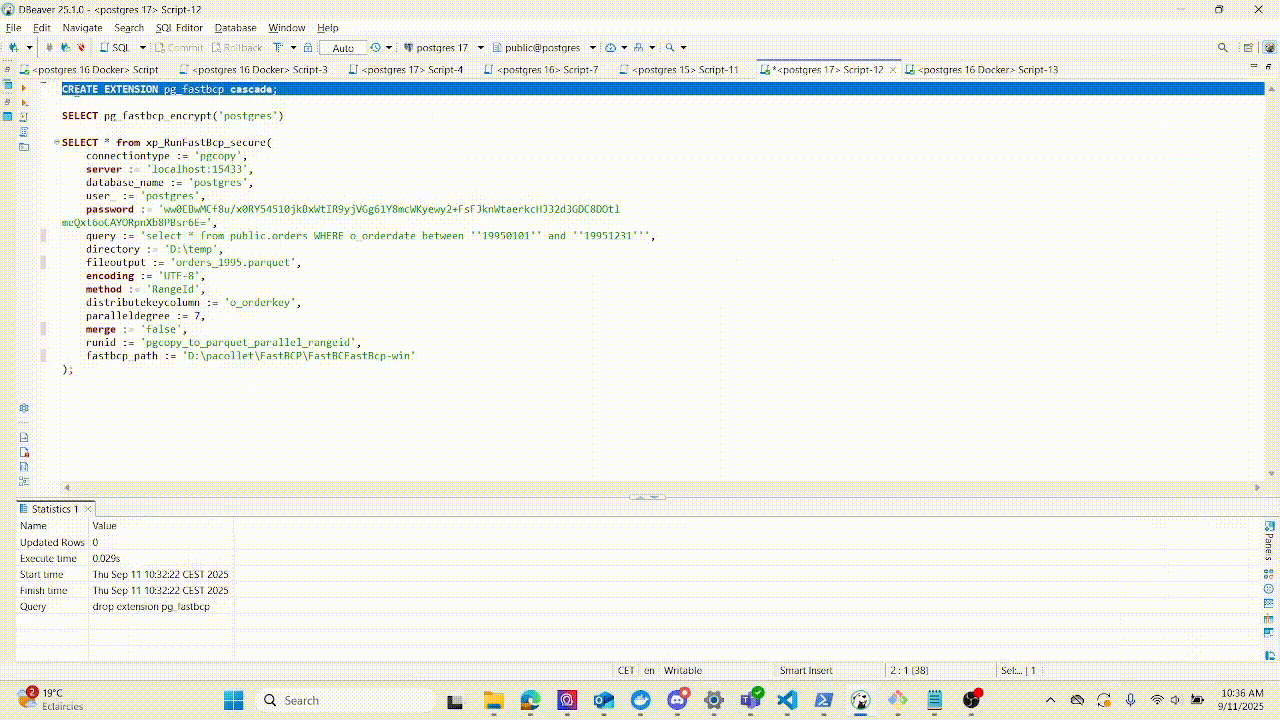 DBeaver 25.1.0 - <postgres 17> Script-12
File Edit Navigate Search SQL Editor Database Window Help
SQL Commit Rollback Auto postgres 17 public@postgres
<postgres 16 Docker> Script <postgres 16 Docker> Script-3 <postgres 17> Script-4 <postgres 16> Script-7 <postgres 15> Script-11 *<postgres 17> Script-12 <postgres 16 Docker> Script-13
CREATE EXTENSION pg_fastbcp cascade;
SELECT pg_fastbcp_encrypt('postgres')
SELECT * from xp_RunFastBcp_secure(
connectiontype := 'pgcopy',
server := 'localhost:15433',
database_name := 'postgres',
user_ := 'postgres',
password :=
query := 'select * from public.orders WHERE o_orderdate between ''19950101'' and ''19951231''',
directory := 'D:\temp',
fileoutput := 'orders_1995.parquet',
encoding := 'UTF-8',
method := 'RangeId',
distributekeycolumn := 'o_orderkey',
paralleldegree := 7,
merge := 'false',
runid := 'pgcopy_to_parquet_parallel_rangeid',
fastbcp_path := 'D:\pacollet\FastBCP\FastBCFastBcp-win'
);
Statistics 1
Name Value
Updated Rows 0
Execute time 0.029s
Start time Thu Sep 11 10:32:22 CEST 2025
Finish time Thu Sep 11 10:32:22 CEST 2025
Query drop extension pg_fastbcp
Panels
CET en Writable Smart Insert 2 : 1 [38] Sel:... | 1
2 19°C
Eclaircies
Search
10:36 AM
9/11/2025